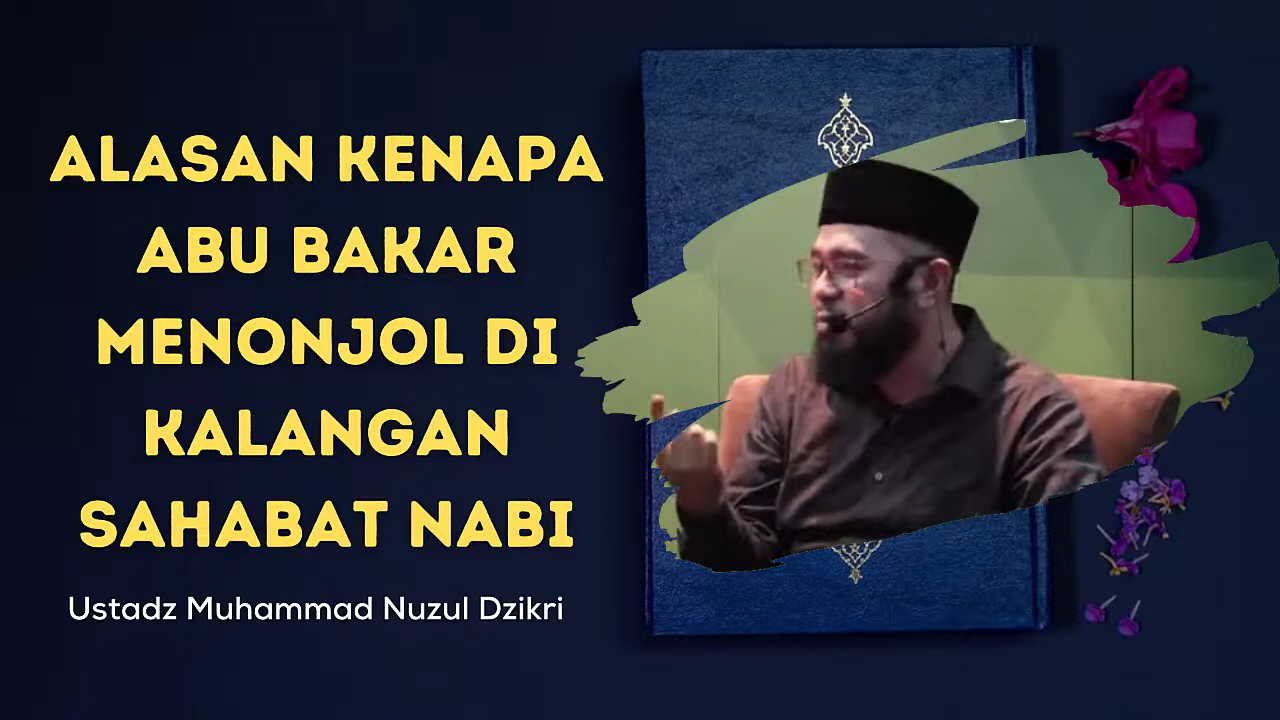 ALASAN KENAPA
ABU BAKAR
MENONJOL DI
KALANGAN
SAHABAT NABI
Ustadz Muhammad Nuzul Dzikri